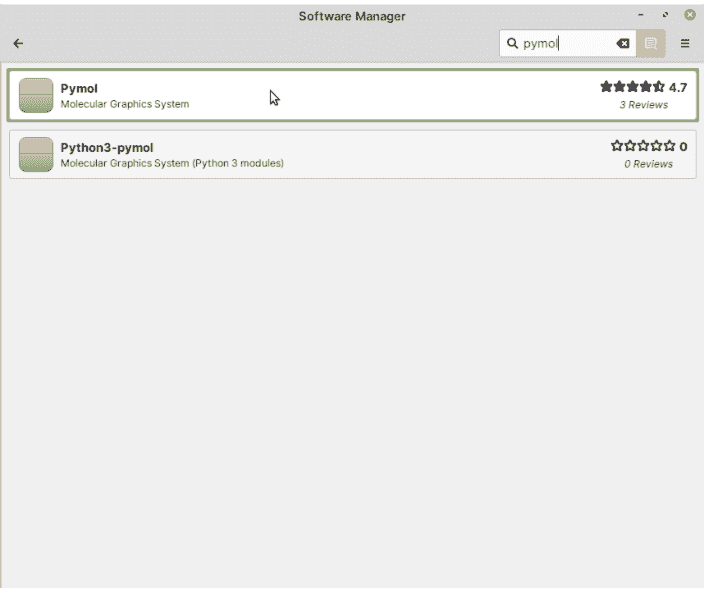 Software Manager
pymol
Pymol
Molecular Graphics System
4.7
3 Reviews
Python3-pymol
Molecular Graphics System (Python 3 modules)
0
0 Reviews